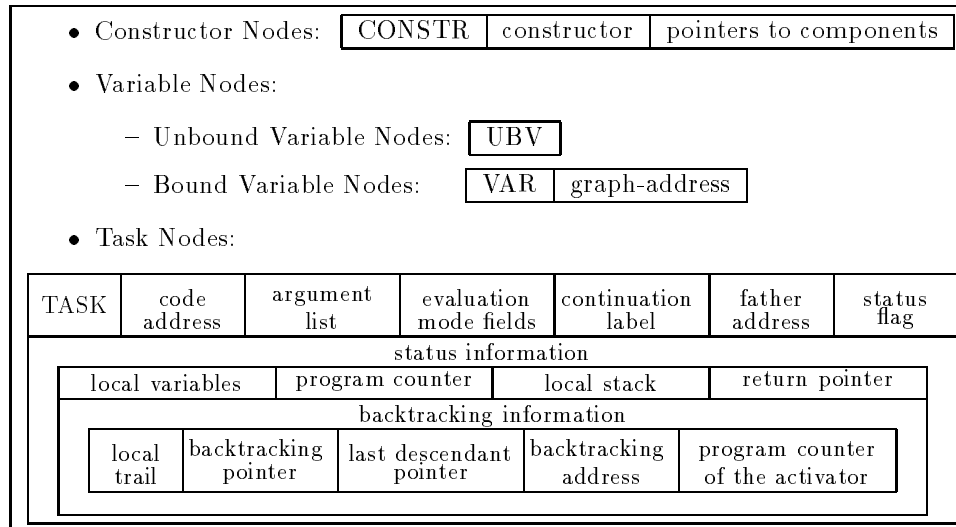 • Constructor Nodes: CONSTR constructor pointers to components
• Variable Nodes:
– Unbound Variable Nodes: UBV
– Bound Variable Nodes: VAR graph-address
• Task Nodes:
TASK code address argument list evaluation mode fields continuation label father address status flag
status information
local variables program counter local stack return pointer
backtracking information
local trail backtracking pointer last descendant pointer backtracking address program counter of the activator